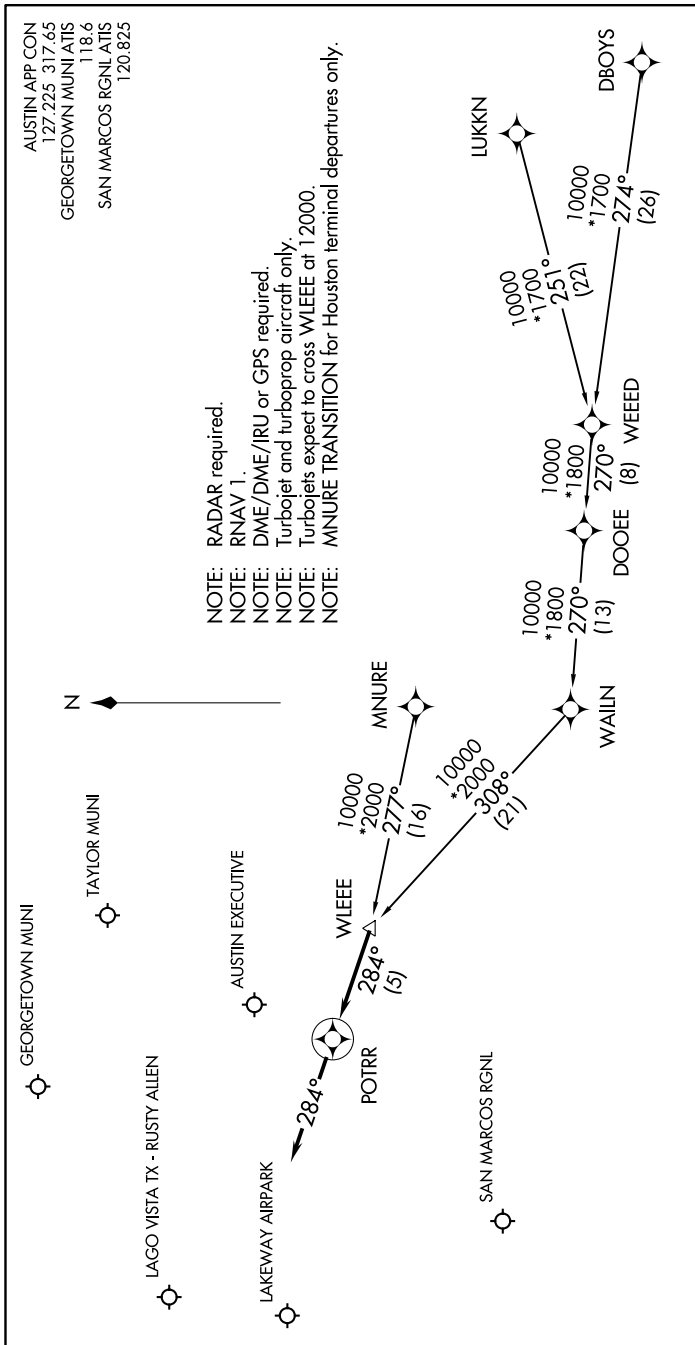 AUSTIN APP CON
127.225 317.65
GEORGETOWN MUNI ATIS
118.6
SAN MARCOS RGNL ATIS
120.825
NOTE: RADAR required.
NOTE: RNAV 1.
NOTE: DME/DME/IRU or GPS required.
NOTE: Turbojet and turboprop aircraft only.
NOTE: Turbojets expect to cross WLEEE at 12000.
NOTE: MNURE TRANSITION for Houston terminal departures only.
N
GEORGETOWN MUNI
TAYLOR MUNI
LAGO VISTA TX - RUSTY ALLEN
AUSTIN EXECUTIVE
LAKEWAY AIRPARK
SAN MARCOS RGNL
284°
POTRR
284°
(5)
WLEEE
10000
*2000
277°
(16)
MNURE
10000
*2000
308°
(21)
WAILN
10000
*1800
270°
(13)
DOOEE
10000
*1800
270°
(8)
WEEED
10000
*1700
251°
(22)
LUKKN
10000
*1700
274°
(26)
DBOYS